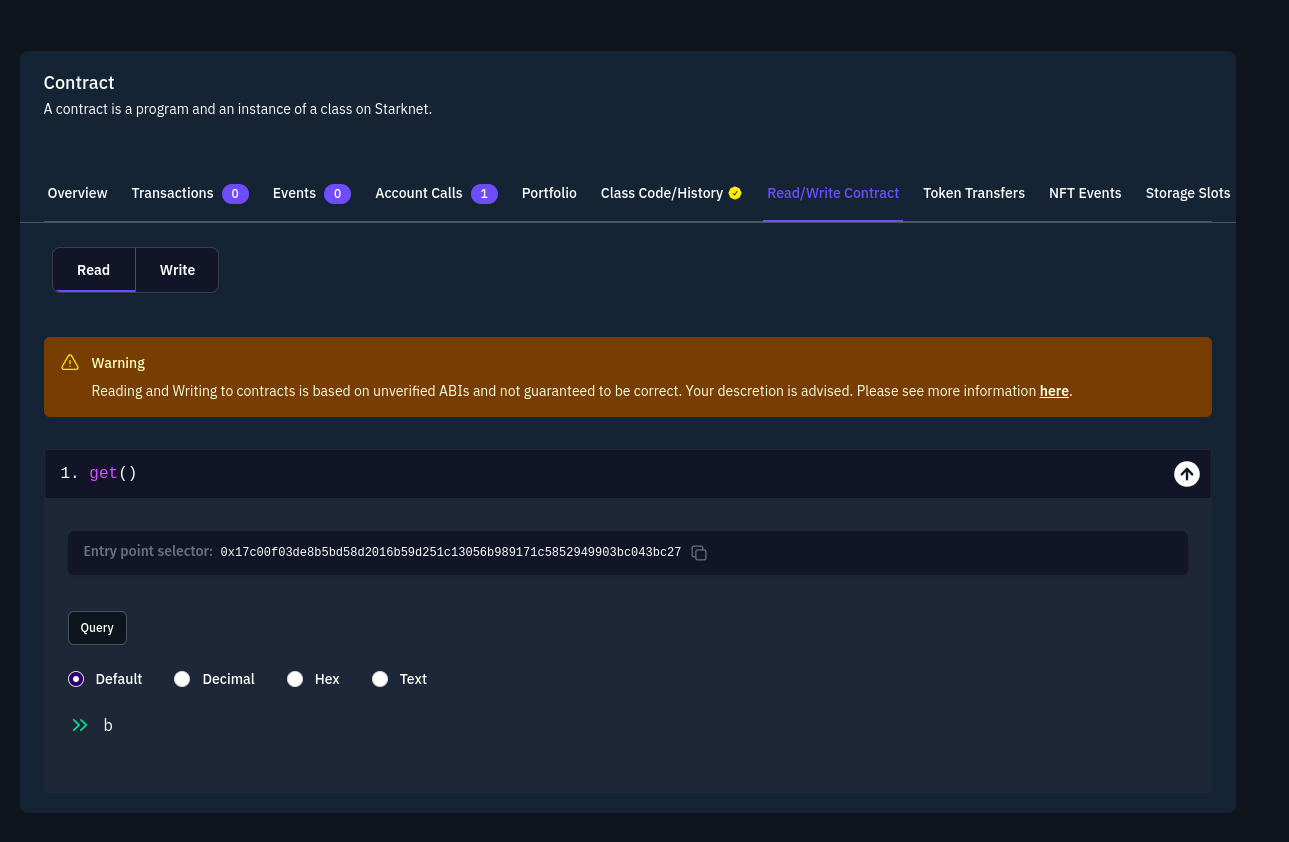 Contract
A contract is a program and an instance of a class on Starknet.
Overview Transactions 0 Events 0 Account Calls 1 Portfolio Class Code/History Read/Write Contract Token Transfers NFT Events Storage Slots
Read Write
Warning
Reading and Writing to contracts is based on unverified ABIs and not guaranteed to be correct. Your descretion is advised. Please see more information here.
1. get()
Entry point selector: 0x17c00f03de8b5bd58d2016b59d251c13056b989171c5852949903bc043bc27
Query
Default Decimal Hex Text
b